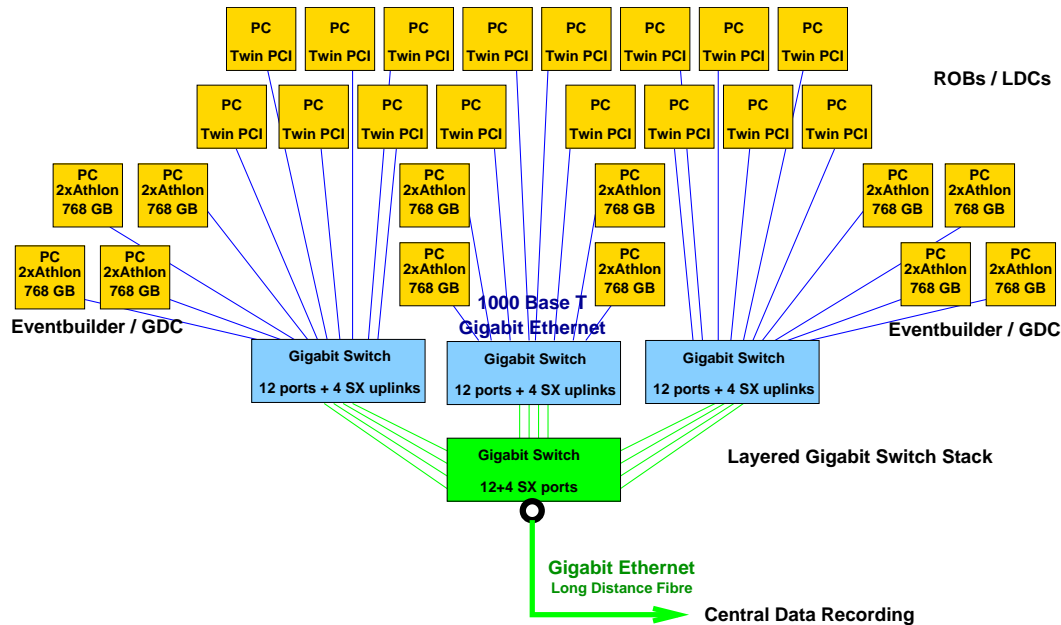 PC
Twin PCI
PC
Twin PCI
PC
Twin PCI
PC
Twin PCI
PC
Twin PCI
PC
Twin PCI
PC
Twin PCI
PC
Twin PCI
ROBs / LDCs
PC
Twin PCI
PC
Twin PCI
PC
Twin PCI
PC
Twin PCI
PC
Twin PCI
PC
Twin PCI
PC
Twin PCI
PC
Twin PCI
PC
2xAthlon
768 GB
PC
2xAthlon
768 GB
PC
2xAthlon
768 GB
PC
2xAthlon
768 GB
PC
2xAthlon
768 GB
PC
2xAthlon
768 GB
PC
2xAthlon
768 GB
PC
2xAthlon
768 GB
PC
2xAthlon
768 GB
PC
2xAthlon
768 GB
PC
2xAthlon
768 GB
PC
2xAthlon
768 GB
Eventbuilder / GDC
1000 Base T
Gigabit Ethernet
Eventbuilder / GDC
Gigabit Switch
12 ports + 4 SX uplinks
Gigabit Switch
12 ports + 4 SX uplinks
Gigabit Switch
12 ports + 4 SX uplinks
Gigabit Switch
12+4 SX ports
Layered Gigabit Switch Stack
Gigabit Ethernet
Long Distance Fibre
Central Data Recording